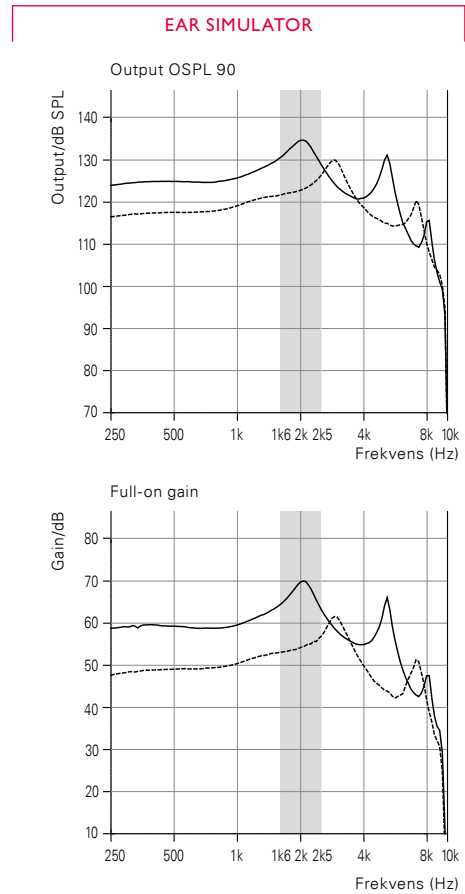 EAR SIMULATOR
Output OSPL 90
Output/dB SPL
140
130
120
110
100
90
80
70
250 500 1k 1k6 2k 2k5 4k 8k 10k
Frekvens (Hz)
Full-on gain
Gain/dB
80
70
60
50
40
30
20
10
250 500 1k 1k6 2k 2k5 4k 8k 10k
Frekvens (Hz)